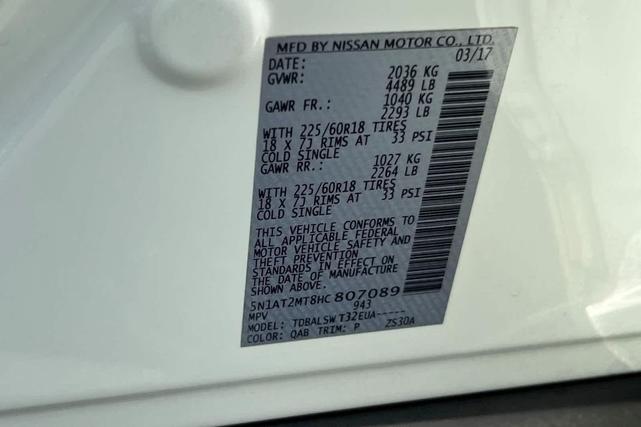 MFD BY NISSAN MOTOR CO., LTD.
DATE: 03/17
GVWR: 2036 KG
4489 LB
GAWR FR.: 1040 KG
2293 LB
WITH 225/60R18 TIRES
18 X 7J RIMS AT 33 PSI
COLD SINGLE
GAWR RR.: 1027 KG
2264 LB
WITH 225/60R18 TIRES
18 X 7J RIMS AT 33 PSI
COLD SINGLE
THIS VEHICLE CONFORMS TO
ALL APPLICABLE FEDERAL
MOTOR VEHICLE SAFETY AND
THEFT PREVENTION
STANDARDS IN EFFECT ON
THE DATE OF MANUFACTURE
SHOWN ABOVE.
5N1AT2MT8HC807089
MPV 943
MODEL: TDBALSW T32EUA-----
COLOR: QAB TRIM: P ZS30A